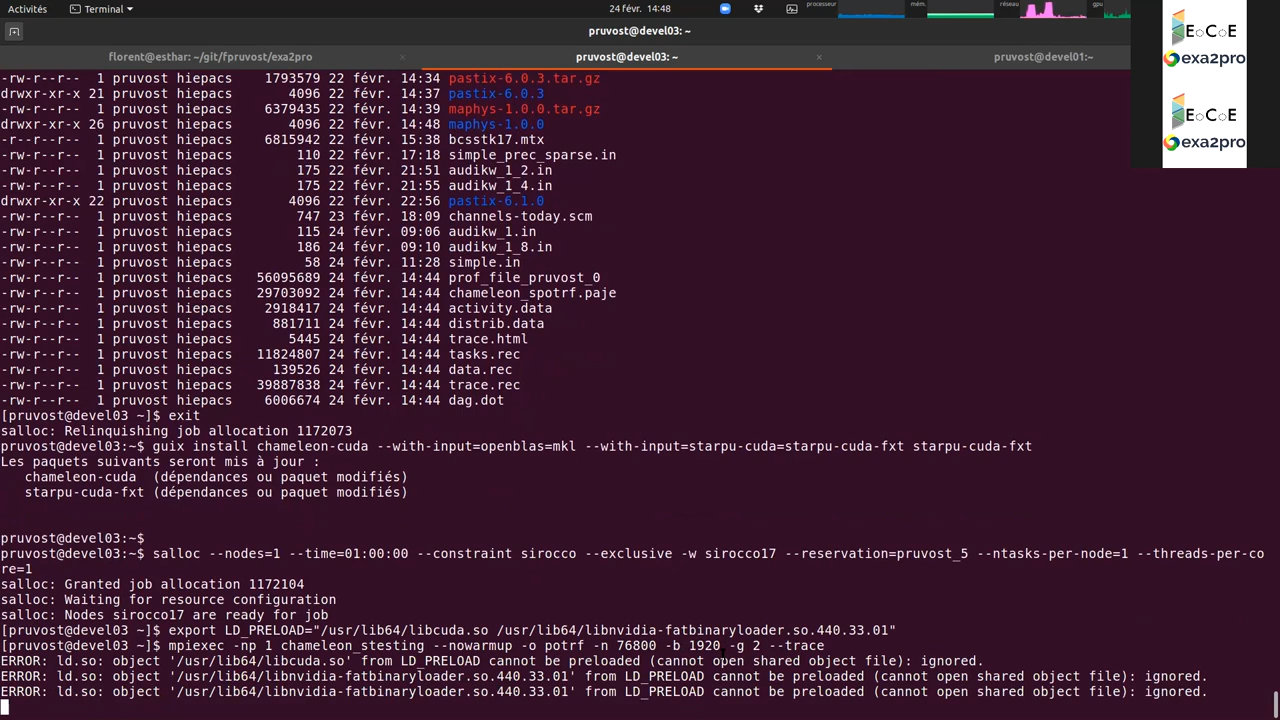 Activités
Terminal
24 févr. 14:48
processeur
mém.
réseau
gpu
pruvost@devel03: ~
florent@esthar: ~/git/fpruvost/exa2pro
pruvost@devel03: ~
pruvost@devel01:~
EoCoE
exa2pro
EoCoE
exa2pro
-rw-r--r--  1 pruvost hiepacs    1793579 22 févr. 14:34 pastix-6.0.3.tar.gz
drwxr-xr-x 21 pruvost hiepacs       4096 22 févr. 14:37 pastix-6.0.3
-rw-r--r--  1 pruvost hiepacs    6379435 22 févr. 14:39 maphys-1.0.0.tar.gz
drwxr-xr-x 26 pruvost hiepacs       4096 22 févr. 14:48 maphys-1.0.0
-r--r--r--  1 pruvost hiepacs    6815942 22 févr. 15:38 bcsstk17.mtx
-rw-r--r--  1 pruvost hiepacs        110 22 févr. 17:18 simple_prec_sparse.in
-rw-r--r--  1 pruvost hiepacs        175 22 févr. 21:51 audikw_1_2.in
-rw-r--r--  1 pruvost hiepacs        175 22 févr. 21:55 audikw_1_4.in
drwxr-xr-x 22 pruvost hiepacs       4096 22 févr. 22:56 pastix-6.1.0
-rw-r--r--  1 pruvost hiepacs        747 23 févr. 18:09 channels-today.scm
-rw-r--r--  1 pruvost hiepacs        115 24 févr. 09:06 audikw_1.in
-rw-r--r--  1 pruvost hiepacs        186 24 févr. 09:10 audikw_1_8.in
-rw-r--r--  1 pruvost hiepacs         58 24 févr. 11:28 simple.in
-rw-r--r--  1 pruvost hiepacs   56095689 24 févr. 14:44 prof_file_pruvost_0
-rw-r--r--  1 pruvost hiepacs   29703092 24 févr. 14:44 chameleon_spotrf.paje
-rw-r--r--  1 pruvost hiepacs    2918417 24 févr. 14:44 activity.data
-rw-r--r--  1 pruvost hiepacs     881711 24 févr. 14:44 distrib.data
-rw-r--r--  1 pruvost hiepacs       5445 24 févr. 14:44 trace.html
-rw-r--r--  1 pruvost hiepacs   11824807 24 févr. 14:44 tasks.rec
-rw-r--r--  1 pruvost hiepacs     139526 24 févr. 14:44 data.rec
-rw-r--r--  1 pruvost hiepacs   39887838 24 févr. 14:44 trace.rec
-rw-r--r--  1 pruvost hiepacs    6006674 24 févr. 14:44 dag.dot
[pruvost@devel03 ~]$ exit
salloc: Relinquishing job allocation 1172073
pruvost@devel03:~$ guix install chameleon-cuda --with-input=openblas=mkl --with-input=starpu-cuda=starpu-cuda-fxt starpu-cuda-fxt
Les paquets suivants seront mis à jour :
chameleon-cuda  (dépendances ou paquet modifiés)
starpu-cuda-fxt (dépendances ou paquet modifiés)
pruvost@devel03:~$
pruvost@devel03:~$ salloc --nodes=1 --time=01:00:00 --constraint sirocco --exclusive -w sirocco17 --reservation=pruvost_5 --ntasks-per-node=1 --threads-per-co
re=1
salloc: Granted job allocation 1172104
salloc: Waiting for resource configuration
salloc: Nodes sirocco17 are ready for job
[pruvost@devel03 ~]$ export LD_PRELOAD="/usr/lib64/libcuda.so /usr/lib64/libnvidia-fatbinaryloader.so.440.33.01"
[pruvost@devel03 ~]$ mpiexec -np 1 chameleon_stesting --nowarmup -o potrf -n 76800 -b 1920 -g 2 --trace
ERROR: ld.so: object '/usr/lib64/libcuda.so' from LD_PRELOAD cannot be preloaded (cannot open shared object file): ignored.
ERROR: ld.so: object '/usr/lib64/libnvidia-fatbinaryloader.so.440.33.01' from LD_PRELOAD cannot be preloaded (cannot open shared object file): ignored.
ERROR: ld.so: object '/usr/lib64/libnvidia-fatbinaryloader.so.440.33.01' from LD_PRELOAD cannot be preloaded (cannot open shared object file): ignored.